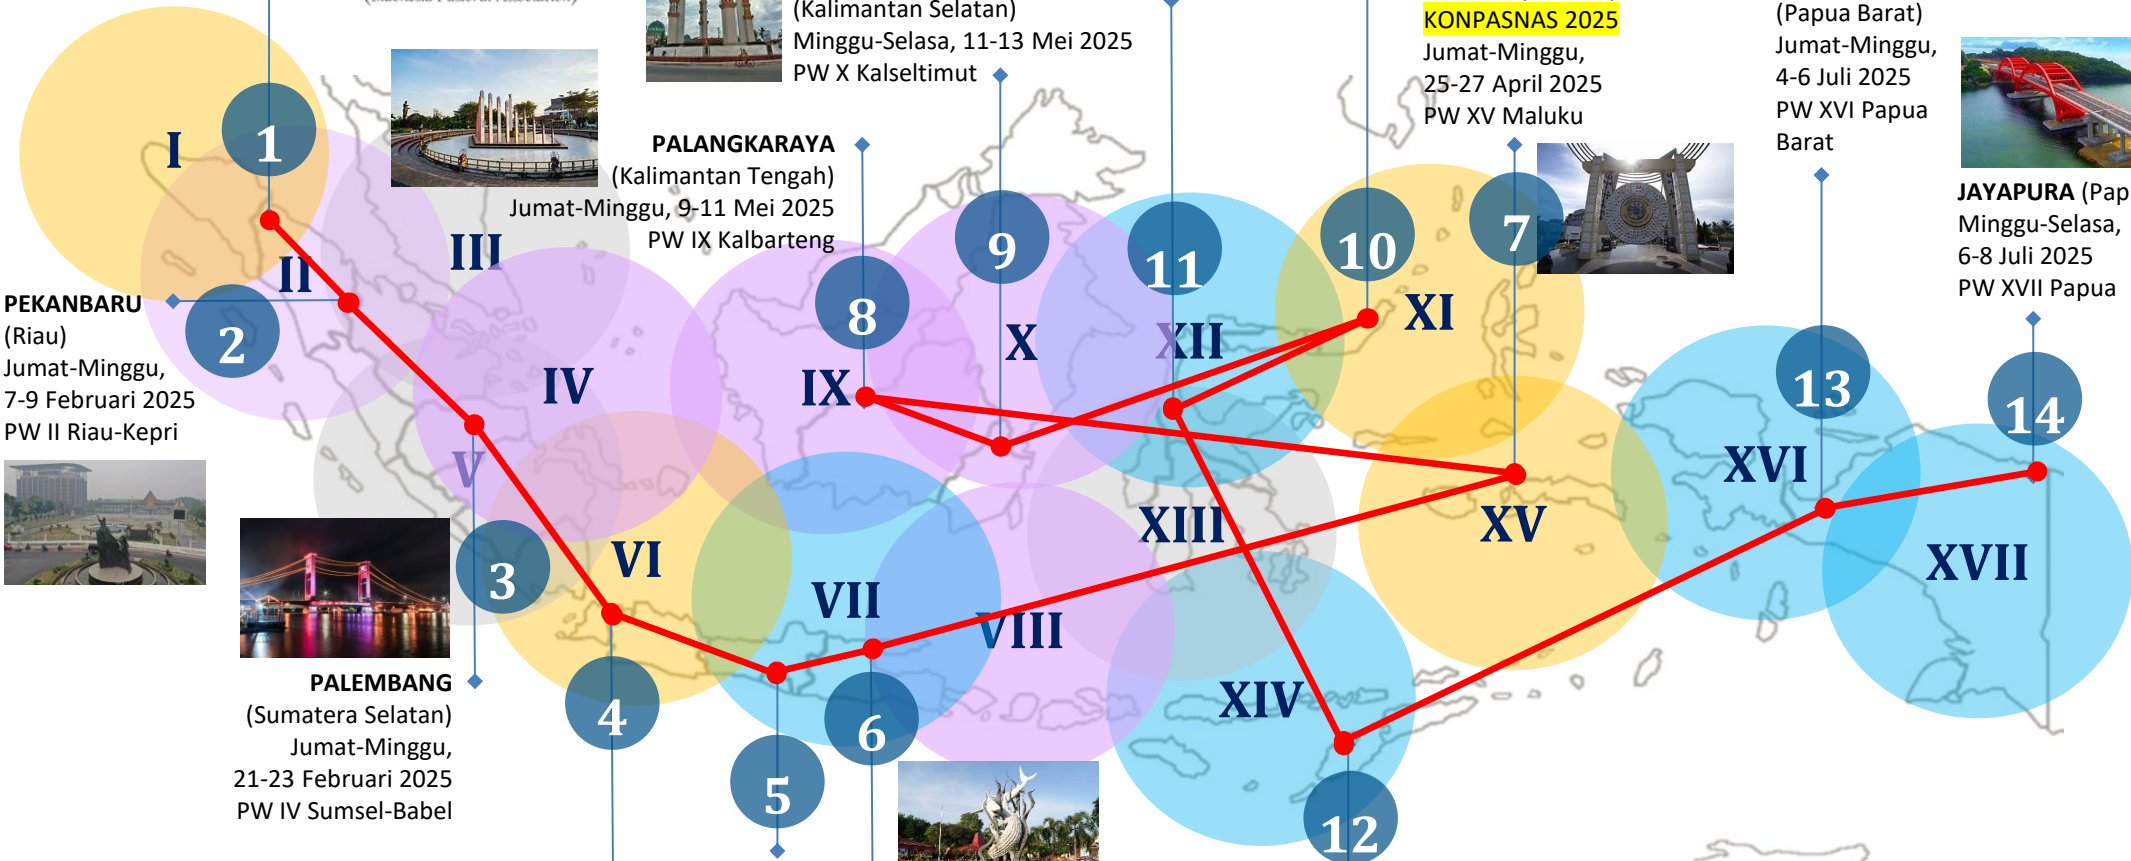 (Indonesia Pastoral Association)
(Kalimantan Selatan)
Minggu-Selasa, 11-13 Mei 2025
PW X Kalseltimut
KONPASNAS 2025
Jumat-Minggu,
25-27 April 2025
PW XV Maluku
(Papua Barat)
Jumat-Minggu,
4-6 Juli 2025
PW XVI Papua
Barat
PALANGKARAYA
(Kalimantan Tengah)
Jumat-Minggu, 9-11 Mei 2025
PW IX Kalbarteng
JAYAPURA (Pap
Minggu-Selasa,
6-8 Juli 2025
PW XVII Papua
PEKANBARU
(Riau)
Jumat-Minggu,
7-9 Februari 2025
PW II Riau-Kepri
PALEMBANG
(Sumatera Selatan)
Jumat-Minggu,
21-23 Februari 2025
PW IV Sumsel-Babel
I
II
III
IV
V
VI
VII
VIII
IX
X
XI
XII
XIII
XIV
XV
XVI
XVII
1
2
3
4
5
6
7
8
9
10
11
12
13
14